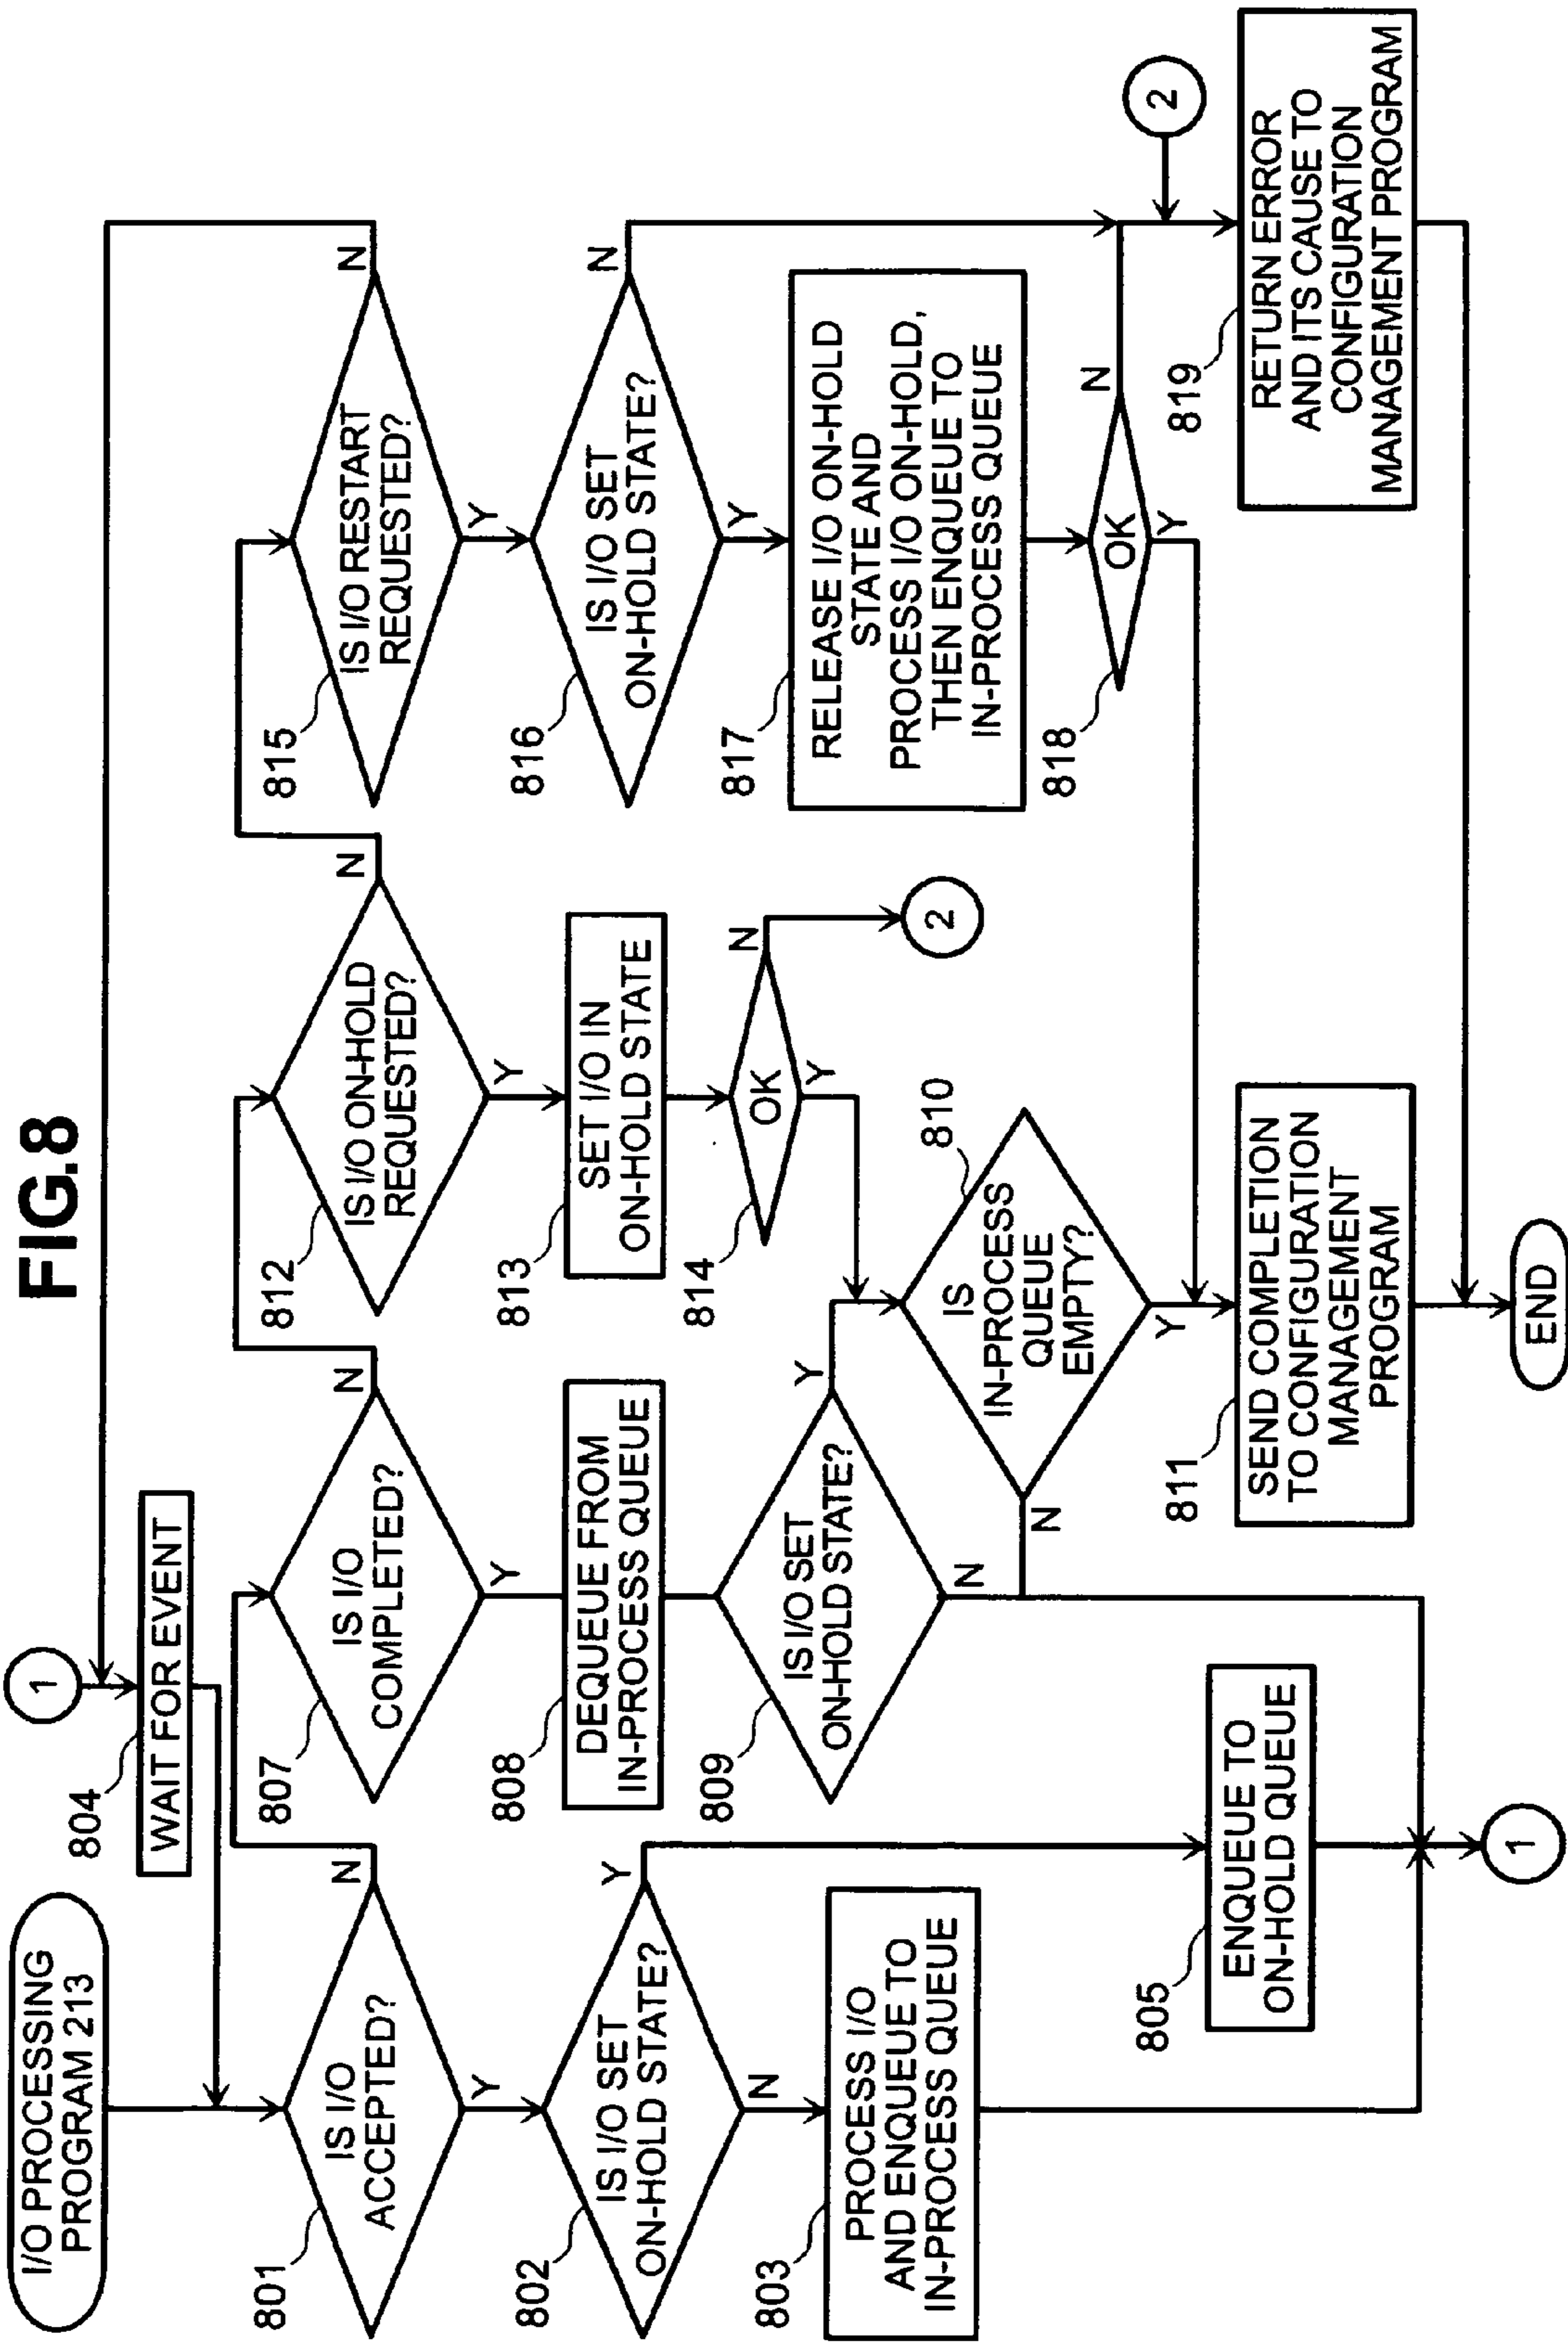 FIG.8
I/O PROCESSING
PROGRAM 213
1
804
WAIT FOR EVENT
801
IS I/O
ACCEPTED?
N
Y
802
IS I/O SET
ON-HOLD STATE?
Y
N
803
PROCESS I/O
AND ENQUEUE TO
IN-PROCESS QUEUE
805
ENQUEUE TO
ON-HOLD QUEUE
1
807
IS I/O
COMPLETED?
N
Y
808
DEQUEUE FROM
IN-PROCESS QUEUE
809
IS I/O SET
ON-HOLD STATE?
Y
N
810
IS
IN-PROCESS
QUEUE
EMPTY?
N
Y
811
SEND COMPLETION
TO CONFIGURATION
MANAGEMENT
PROGRAM
END
812
IS I/O ON-HOLD
REQUESTED?
N
Y
813
SET I/O IN
ON-HOLD STATE
814
OK
N
Y
2
815
IS I/O RESTART
REQUESTED?
N
Y
816
IS I/O SET
ON-HOLD STATE?
N
Y
817
RELEASE I/O ON-HOLD
STATE AND
PROCESS I/O ON-HOLD,
THEN ENQUEUE TO
IN-PROCESS QUEUE
818
OK
N
Y
2
819
RETURN ERROR
AND ITS CAUSE TO
CONFIGURATION
MANAGEMENT PROGRAM